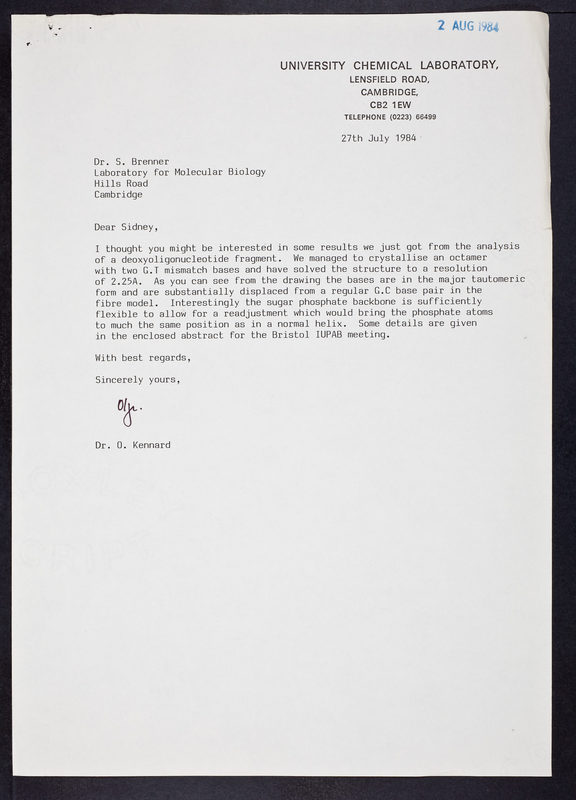 2 AUG 1984
UNIVERSITY CHEMICAL LABORATORY,
LENSFIELD ROAD,
CAMBRIDGE,
CB2 1EW
TELEPHONE (0223) 66499
27th July 1984
Dr. S. Brenner
Laboratory for Molecular Biology
Hills Road
Cambridge
Dear Sidney,
I thought you might be interested in some results we just got from the analysis
of a deoxyoligonucleotide fragment. We managed to crystallise an octamer
with two G.T mismatch bases and have solved the structure to a resolution
of 2.25A. As you can see from the drawing the bases are in the major tautomeric
form and are substantially displaced from a regular G.C base pair in the
fibre model. Interestingly the sugar phosphate backbone is sufficiently
flexible to allow for a readjustment which would bring the phosphate atoms
to much the same position as in a normal helix. Some details are given
in the enclosed abstract for the Bristol IUPAB meeting.
With best regards,
Sincerely yours,
Dr. O. Kennard